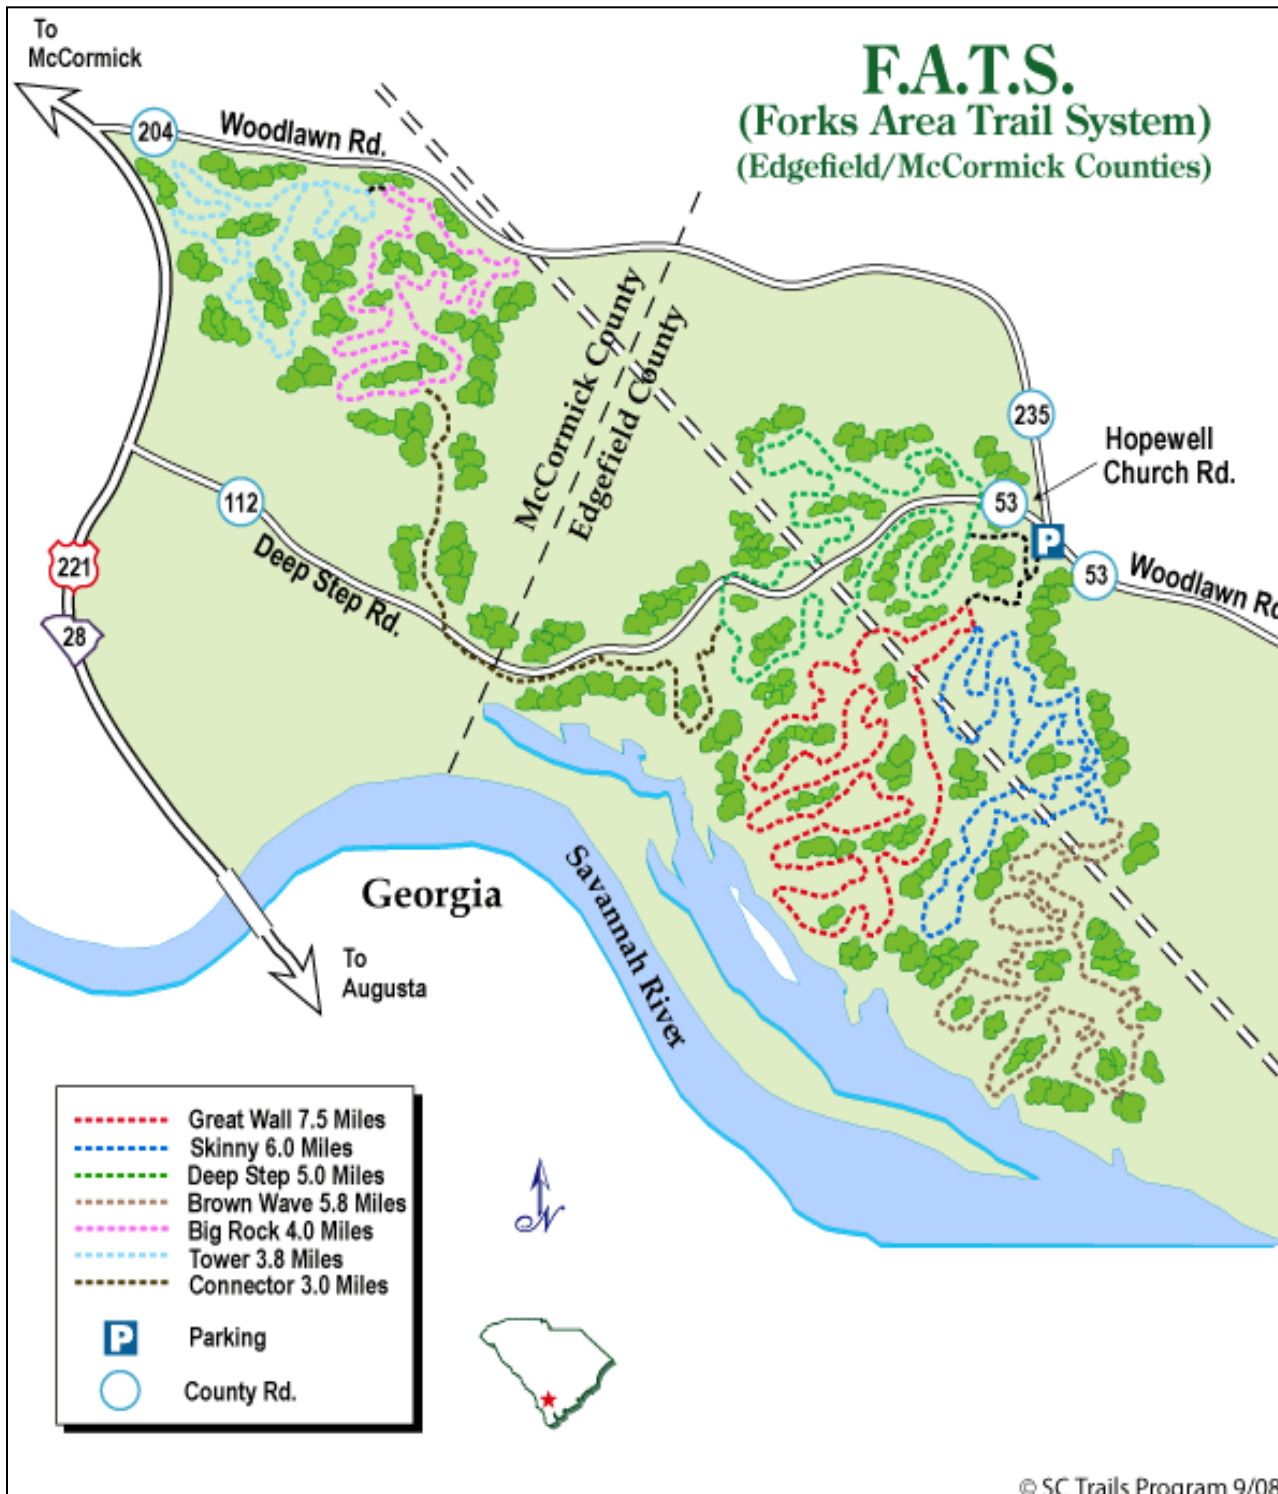 To
McCormick
F.A.T.S.
(Forks Area Trail System)
(Edgefield/McCormick Counties)
204
Woodlawn Rd.
McCormick County
Edgefield County
235
Hopewell
Church Rd.
53
P
53
Woodlawn Rd
112
Deep Step Rd.
221
28
Georgia
Savannah River
To
Augusta
Great Wall 7.5 Miles
Skinny 6.0 Miles
Deep Step 5.0 Miles
Brown Wave 5.8 Miles
Big Rock 4.0 Miles
Tower 3.8 Miles
Connector 3.0 Miles
P Parking
County Rd.
N
© SC Trails Program 9/08